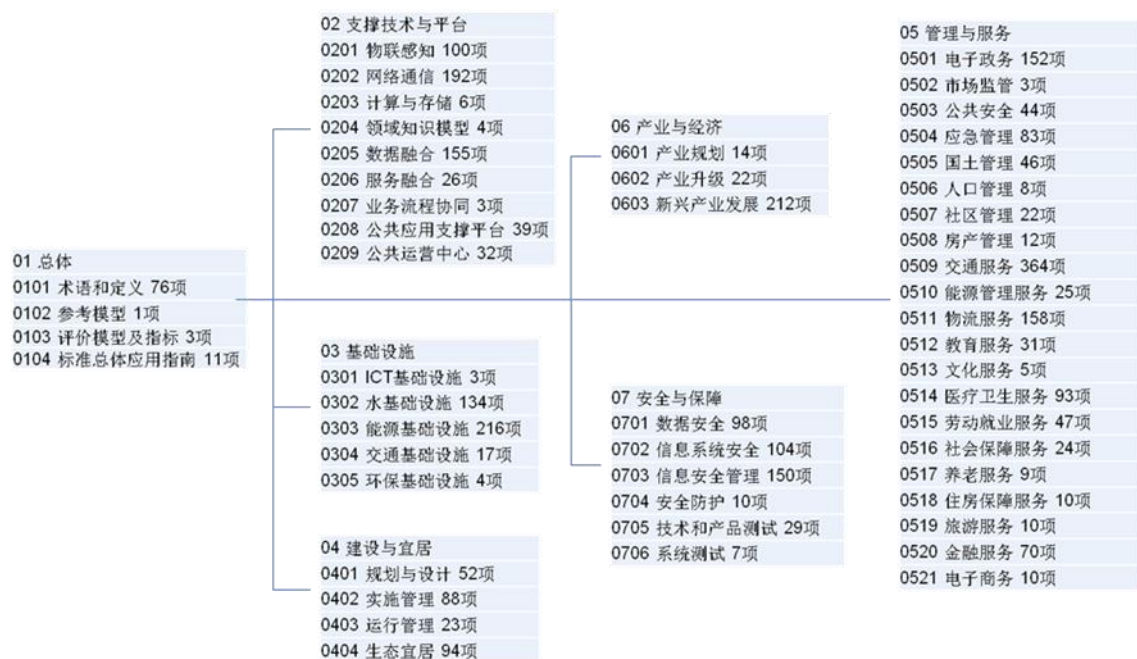 01 总体
0101 术语和定义 76项
0102 参考模型 1项
0103 评价模型及指标 3项
0104 标准总体应用指南 11项
02 支撑技术与平台
0201 物联感知 100项
0202 网络通信 192项
0203 计算与存储 6项
0204 领域知识模型 4项
0205 数据融合 155项
0206 服务融合 26项
0207 业务流程协同 3项
0208 公共应用支撑平台 39项
0209 公共运营中心 32项
03 基础设施
0301 ICT基础设施 3项
0302 水基础设施 134项
0303 能源基础设施 216项
0304 交通基础设施 17项
0305 环保基础设施 4项
04 建设与宜居
0401 规划与设计 52项
0402 实施管理 88项
0403 运行管理 23项
0404 生态宜居 94项
06 产业与经济
0601 产业规划 14项
0602 产业升级 22项
0603 新兴产业发展 212项
07 安全与保障
0701 数据安全 98项
0702 信息系统安全 104项
0703 信息安全管理 150项
0704 安全防护 10项
0705 技术和产品测试 29项
0706 系统测试 7项
05 管理与服务
0501 电子政务 152项
0502 市场监管 3项
0503 公共安全 44项
0504 应急管理 83项
0505 国土管理 46项
0506 人口管理 8项
0507 社区管理 22项
0508 房产管理 12项
0509 交通服务 364项
0510 能源管理服务 25项
0511 物流服务 158项
0512 教育服务 31项
0513 文化服务 5项
0514 医疗卫生服务 93项
0515 劳动就业服务 47项
0516 社会保障服务 24项
0517 养老服务 9项
0518 住房保障服务 10项
0519 旅游服务 10项
0520 金融服务 70项
0521 电子商务 10项